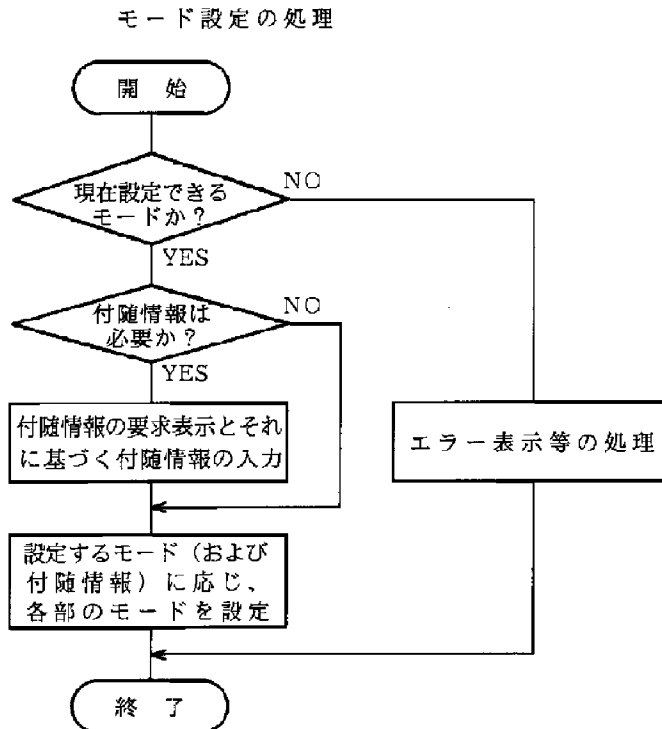 モード設定の処理
開 始
現在設定できる
モードか？
NO
YES
付随情報は
必要か？
NO
YES
付随情報の要求表示とそれ
に基づく付随情報の入力
エラー表示等の処理
設定するモード（および
付随情報）に応じ、
各部のモードを設定
終 了